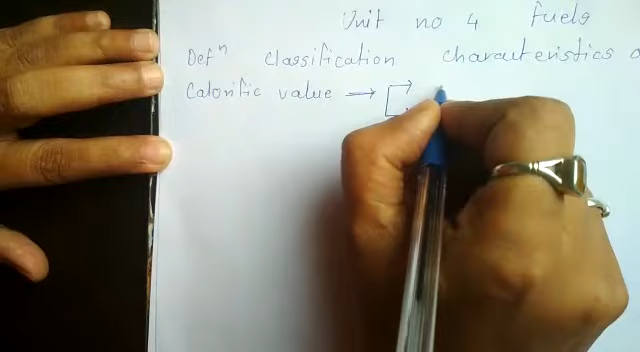 Unit no 4 fuels
Defⁿ classification characteristics
Calorific value →